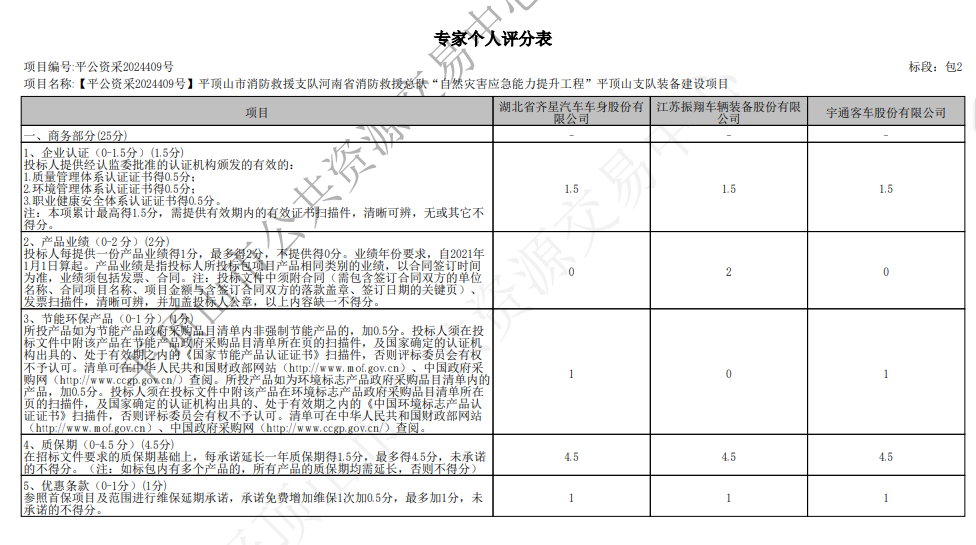 专家个人评分表
项目编号:平公资采2024409号 标段: 包2
项目名称:【平公资采2024409号】平顶山市消防救援支队河南省消防救援总队“自然灾害应急能力提升工程”平顶山支队装备建设项目
项目 湖北省齐星汽车车身股份有限公司 江苏振翔车辆装备股份有限公司 宇通客车股份有限公司
一、商务部分(25分) - - -
1、企业认证（0-1.5分）(1.5分)
投标人提供经认监委批准的认证机构颁发的有效的:
1.质量管理体系认证证书得0.5分;
2.环境管理体系认证证书得0.5分;
3.职业健康安全体系认证证书得0.5分。
注: 本项累计最高得1.5分，需提供有效期内的有效证书扫描件，清晰可辨，无或其它不
得分。
1.5 1.5 1.5
2、产品业绩（0-2 分）(2分)
投标人每提供一份产品业绩得1分，最多得2分，不提供得0分。业绩年份要求，自2021年
1月1日算起。产品业绩是指投标人所投标包项目产品相同类别的业绩，以合同签订时间
为准，业绩须包括发票、合同。注: 投标文件中须附合同（需包含签订合同双方的单位
名称、合同项目名称、项目金额与含签订合同双方的落款盖章、签订日期的关键页）、
发票扫描件，清晰可辨，并加盖投标人公章，以上内容缺一不得分。
0 2 0
3、节能环保产品（0-1 分）(1分)
所投产品如为节能产品政府采购品目清单内非强制节能产品的，加0.5分。投标人须在投
标文件中附该产品在节能产品政府采购品目清单所在页的扫描件，及国家确定的认证机
构出具的、处于有效期之内的《国家节能产品认证证书》扫描件，否则评标委员会有权
不予认可。清单可在中华人民共和国财政部网站（http://www.mof.gov.cn）、中国政府采
购网（http://www.ccgp.gov.cn/）查阅。所投产品如为环境标志产品政府采购品目清单内的
产品，加0.5分。投标人须在投标文件中附该产品在环境标志产品政府采购品目清单所在
页的扫描件，及国家确定的认证机构出具的、处于有效期之内的《中国环境标志产品认
证证书》扫描件，否则评标委员会有权不予认可。清单可在中华人民共和国财政部网站
（http://www.mof.gov.cn）、中国政府采购网（http://www.ccgp.gov.cn/）查阅。
1 0 1
4、质保期（0-4.5 分）(4.5分)
在招标文件要求的质保期基础上，每承诺延长一年质保期得1.5分，最多得4.5分，未承诺
的不得分。（注: 如标包内有多个产品的，所有产品的质保期均需延长，否则不得分）
4.5 4.5 4.5
5、优惠条款（0-1分）(1分)
参照首保项目及范围进行维保延期承诺，承诺免费增加维保1次加0.5分，最多加1分，未
承诺的不得分。
1 1 1
平顶山市公共资源交易中心